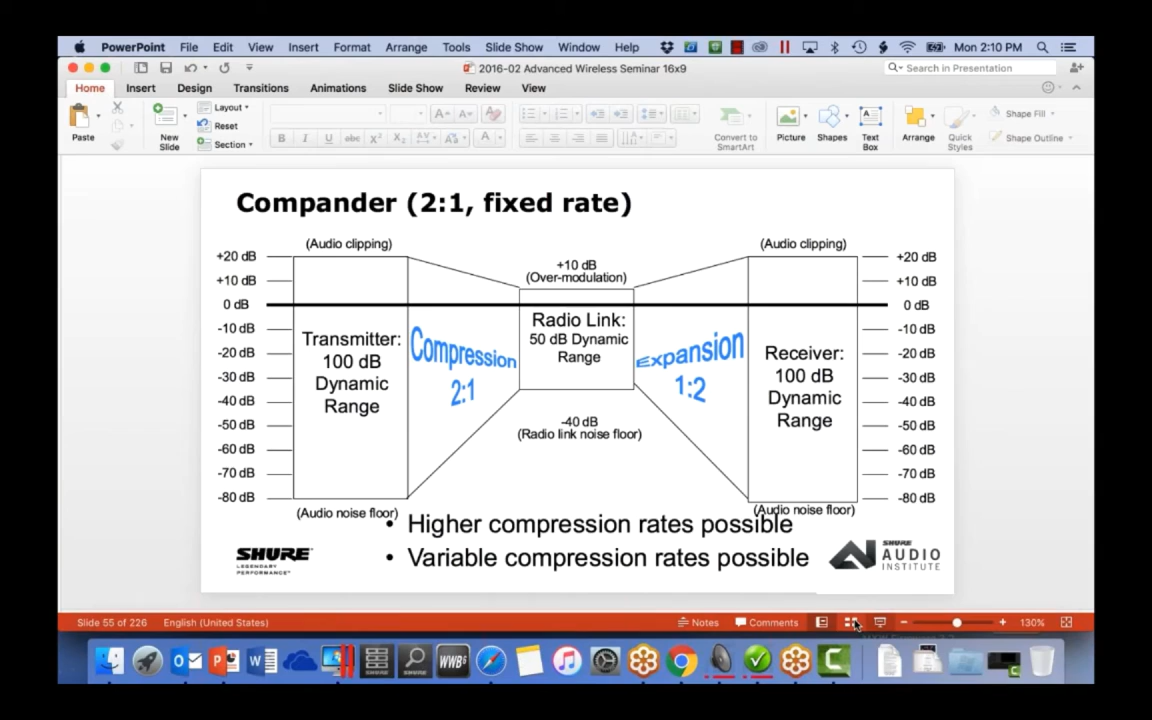 PowerPoint File Edit View Insert Format Arrange Tools Slide Show Window Help Mon 2:10 PM
2016-02 Advanced Wireless Seminar 16x9
Search in Presentation
Home Insert Design Transitions Animations Slide Show Review View
Paste
New Slide
Layout
Reset
Section
B I U abc X² X₂ AV A
Convert to SmartArt
Picture
Shapes
Text Box
Arrange
Quick Styles
Shape Fill
Shape Outline
Compander (2:1, fixed rate)
(Audio clipping)
+20 dB
+10 dB
0 dB
-10 dB
-20 dB
-30 dB
-40 dB
-50 dB
-60 dB
-70 dB
-80 dB
(Audio noise floor)
Transmitter:
100 dB
Dynamic
Range
Compression
2:1
+10 dB
(Over-modulation)
Radio Link:
50 dB Dynamic
Range
-40 dB
(Radio link noise floor)
Expansion
1:2
(Audio clipping)
Receiver:
100 dB
Dynamic
Range
(Audio noise floor)
+20 dB
+10 dB
0 dB
-10 dB
-20 dB
-30 dB
-40 dB
-50 dB
-60 dB
-70 dB
-80 dB
• Higher compression rates possible
• Variable compression rates possible
SHURE
LEGENDARY
PERFORMANCE™
SHURE
AUDIO
INSTITUTE
Slide 55 of 226 English (United States) Notes Comments 130%
WWB6